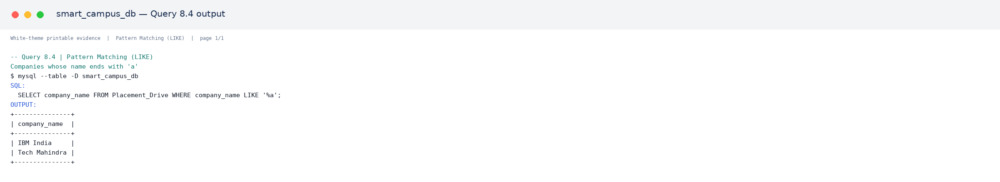 smart_campus_db — Query 8.4 output
White-theme printable evidence  |  Pattern Matching (LIKE)  |  page 1/1
-- Query 8.4 | Pattern Matching (LIKE)
Companies whose name ends with 'a'
$ mysql --table -D smart_campus_db
SQL:
  SELECT company_name FROM Placement_Drive WHERE company_name LIKE '%a';
OUTPUT:
+---------------+
| company_name  |
+---------------+
| IBM India     |
| Tech Mahindra |
+---------------+